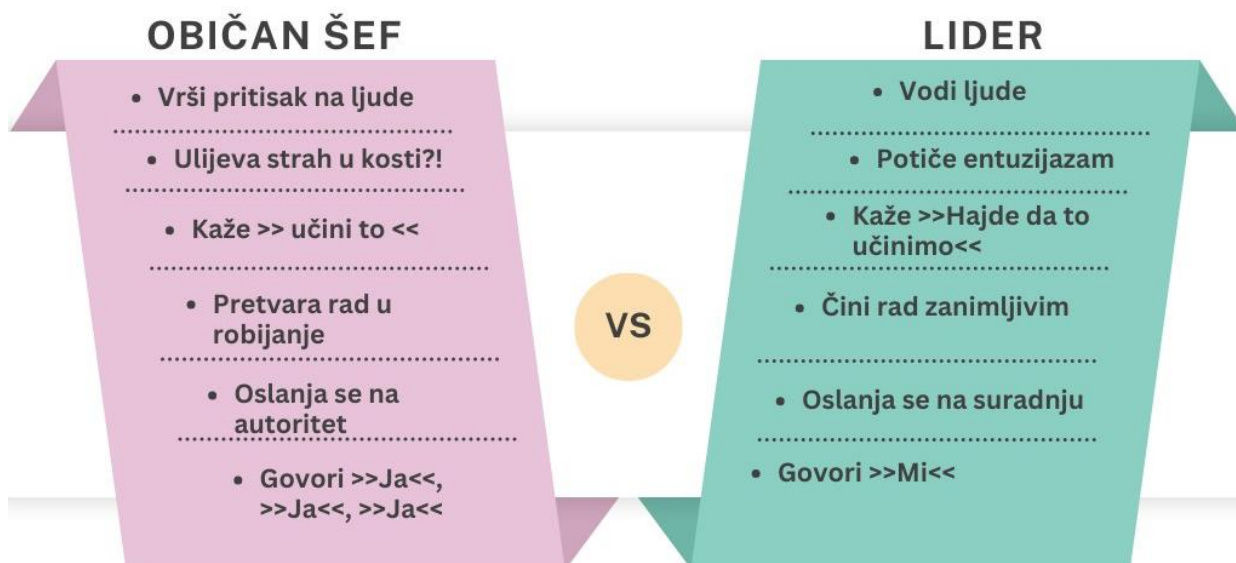 OBIČAN ŠEF
• Vrši pritisak na ljude
• Ulijeva strah u kosti?!
• Kaže >> učini to <<
• Pretvara rad u
robijanje
• Oslanja se na
autoritet
• Govori >>Ja<<,
>>Ja<<, >>Ja<<
VS
LIDER
• Vodi ljude
• Potiče entuzijazam
• Kaže >>Hajde da to
učinimo<<
• Čini rad zanimljivim
• Oslanja se na suradnju
• Govori >>Mi<<